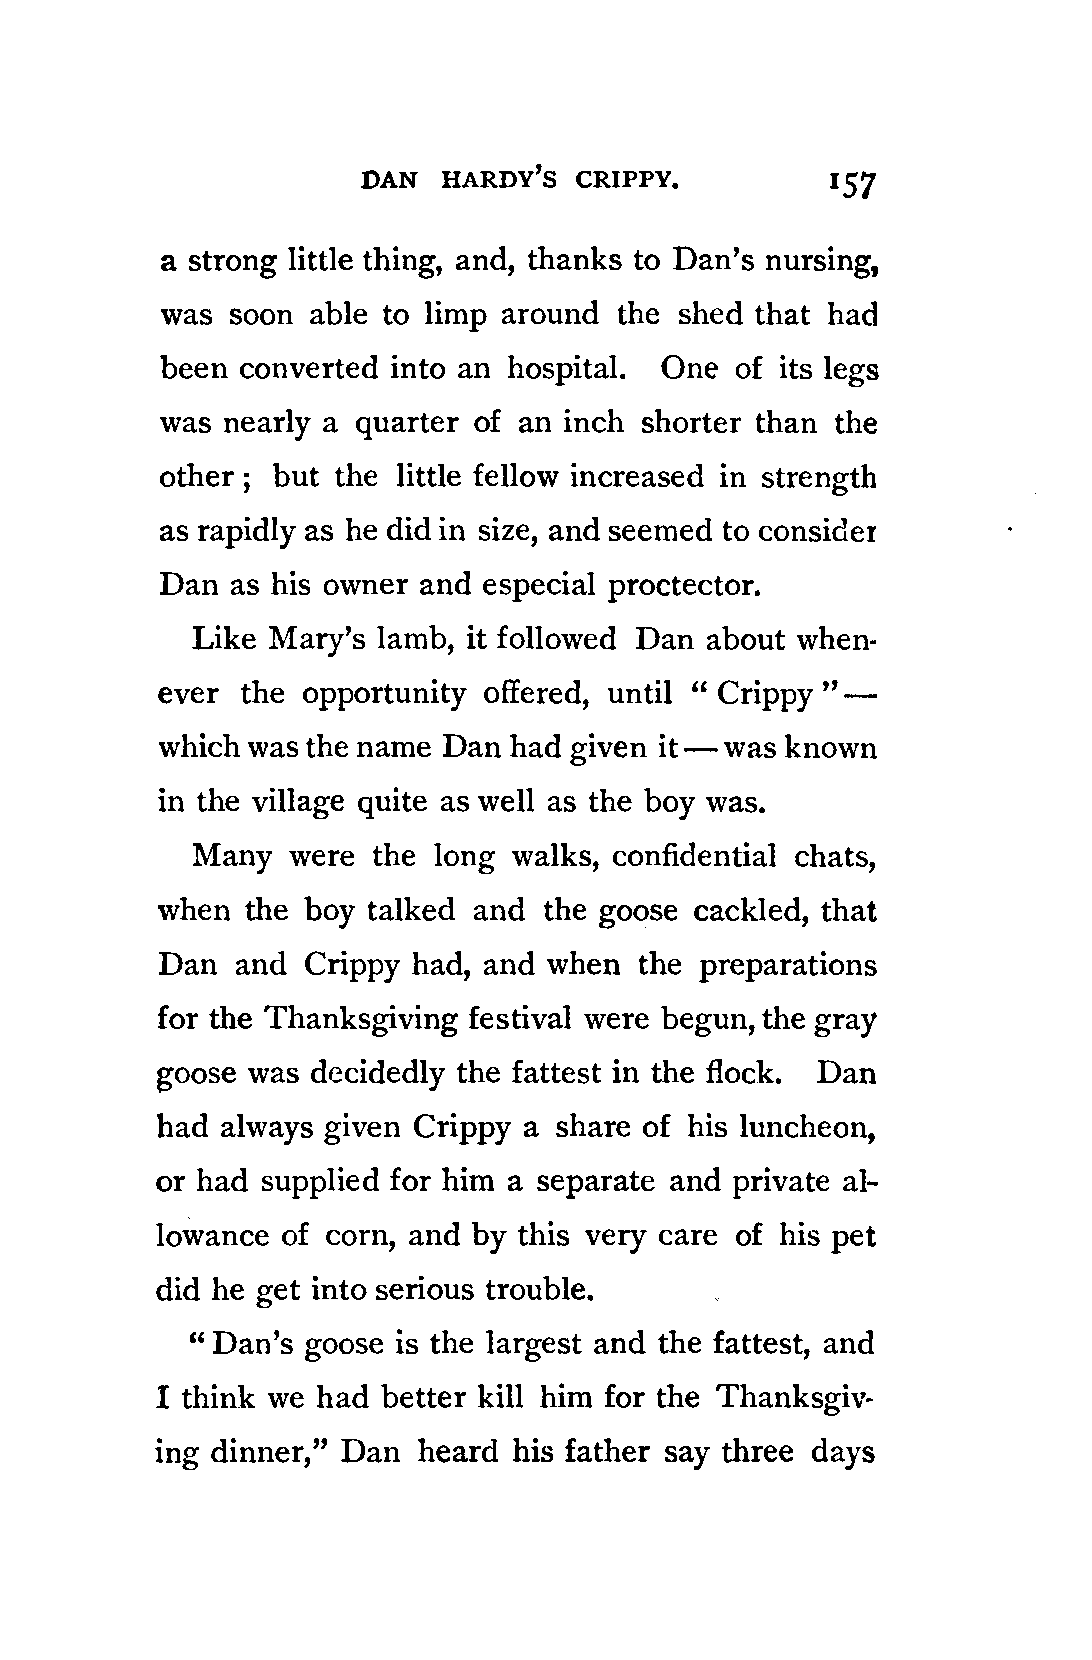 DAN HARDY'S CRIPPY. 157
a strong little thing, and, thanks to Dan's nursing,
was soon able to limp around the shed that had
been converted into an hospital. One of its legs
was nearly a quarter of an inch shorter than the
other ; but the little fellow increased in strength
as rapidly as he did in size, and seemed to consider
Dan as his owner and especial proctector.
Like Mary's lamb, it followed Dan about when-
ever the opportunity offered, until " Crippy "—
which was the name Dan had given it — was known
in the village quite as well as the boy was.
Many were the long walks, confidential chats,
when the boy talked and the goose cackled, that
Dan and Crippy had, and when the preparations
for the Thanksgiving festival were begun, the gray
goose was decidedly the fattest in the flock. Dan
had always given Crippy a share of his luncheon,
or had supplied for him a separate and private al-
lowance of corn, and by this very care of his pet
did he get into serious trouble.
" Dan's goose is the largest and the fattest, and
I think we had better kill him for the Thanksgiv-
ing dinner," Dan heard his father say three days